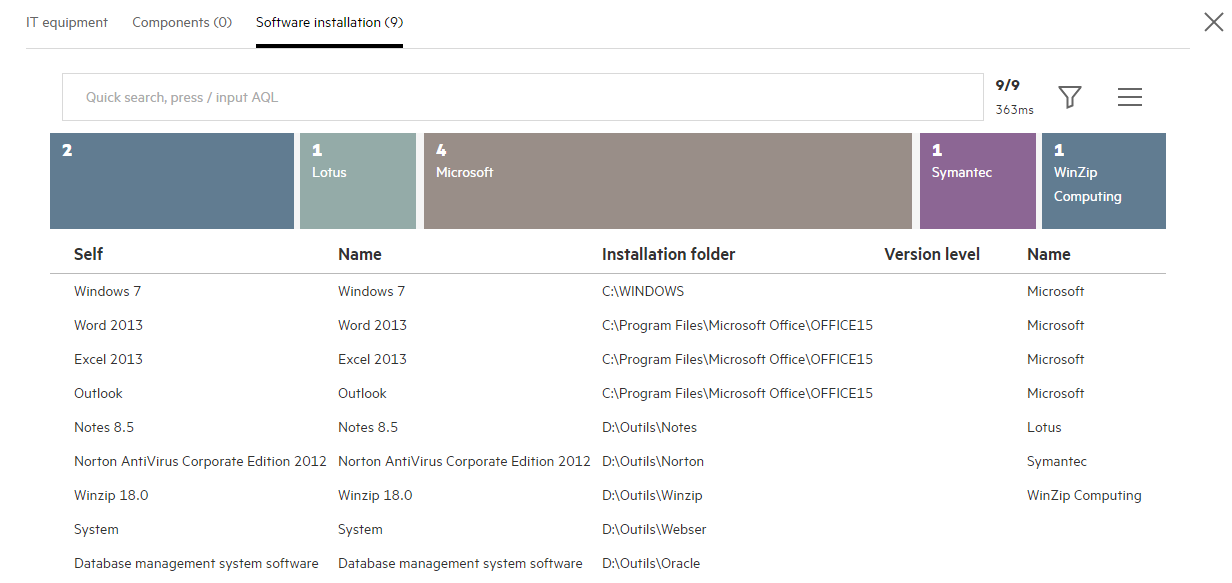 IT equipment Components (0) Software installation (9)
Quick search, press / input AQL
9/9
363ms
2
1
Lotus
4
Microsoft
1
Symantec
1
WinZip
Computing
Self Name Installation folder Version level Name
Windows 7 Windows 7 C:\WINDOWS Microsoft
Word 2013 Word 2013 C:\Program Files\Microsoft Office\OFFICE15 Microsoft
Excel 2013 Excel 2013 C:\Program Files\Microsoft Office\OFFICE15 Microsoft
Outlook Outlook C:\Program Files\Microsoft Office\OFFICE15 Microsoft
Notes 8.5 Notes 8.5 D:\Outils\Notes Lotus
Norton AntiVirus Corporate Edition 2012 Norton AntiVirus Corporate Edition 2012 D:\Outils\Norton Symantec
Winzip 18.0 Winzip 18.0 D:\Outils\Winzip WinZip Computing
System System D:\Outils\Webser
Database management system software Database management system software D:\Outils\Oracle